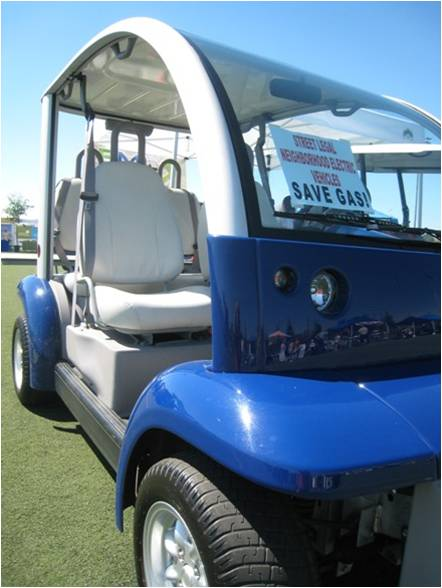 STREET LEGAL
NEIGHBORHOOD ELECTRIC
VEHICLES
SAVE GAS!